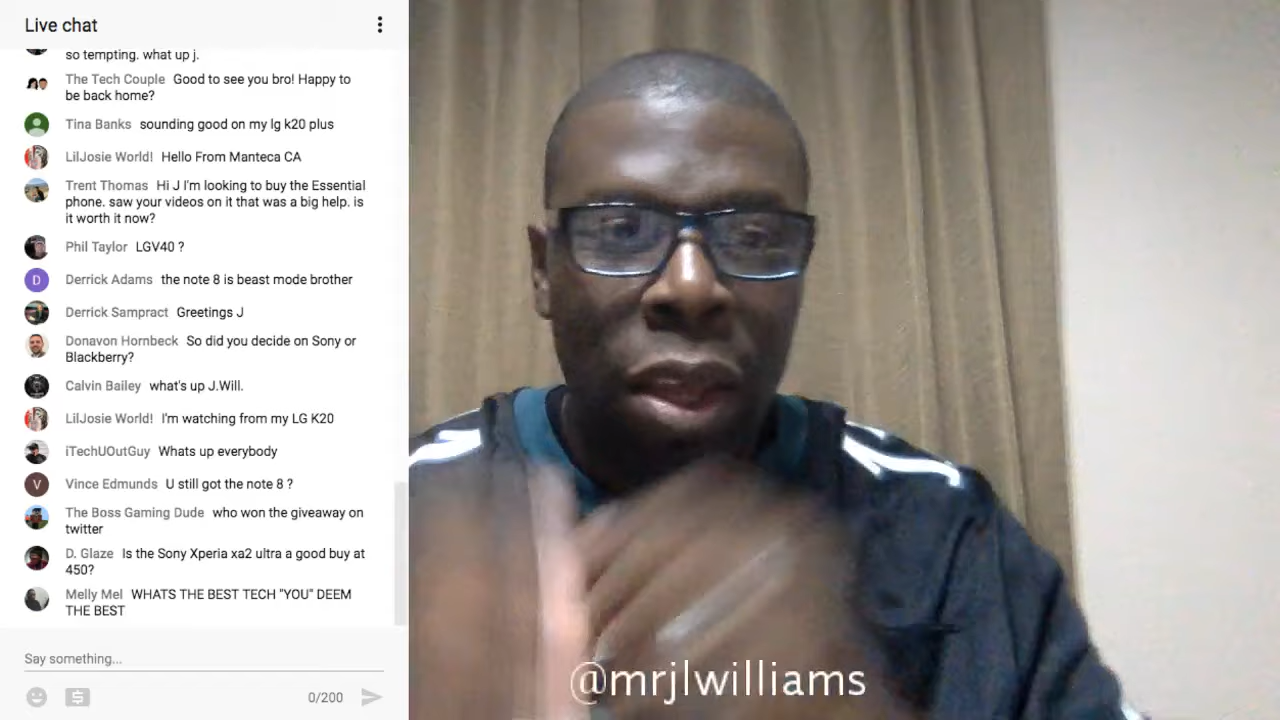 Live chat
so tempting. what up j.
The Tech Couple Good to see you bro! Happy to
be back home?
Tina Banks sounding good on my lg k20 plus
LilJosie World! Hello From Manteca CA
Trent Thomas Hi J I'm looking to buy the Essential
phone. saw your videos on it that was a big help. is
it worth it now?
Phil Taylor LGV40 ?
D Derrick Adams the note 8 is beast mode brother
Derrick Sampract Greetings J
Donavon Hornbeck So did you decide on Sony or
Blackberry?
Calvin Bailey what's up J.Will.
LilJosie World! I'm watching from my LG K20
iTechUOutGuy Whats up everybody
V Vince Edmunds U still got the note 8 ?
The Boss Gaming Dude who won the giveaway on
twitter
D. Glaze Is the Sony Xperia xa2 ultra a good buy at
450?
Melly Mel WHATS THE BEST TECH "YOU" DEEM
THE BEST
Say something...
0/200
@mrjlwilliams